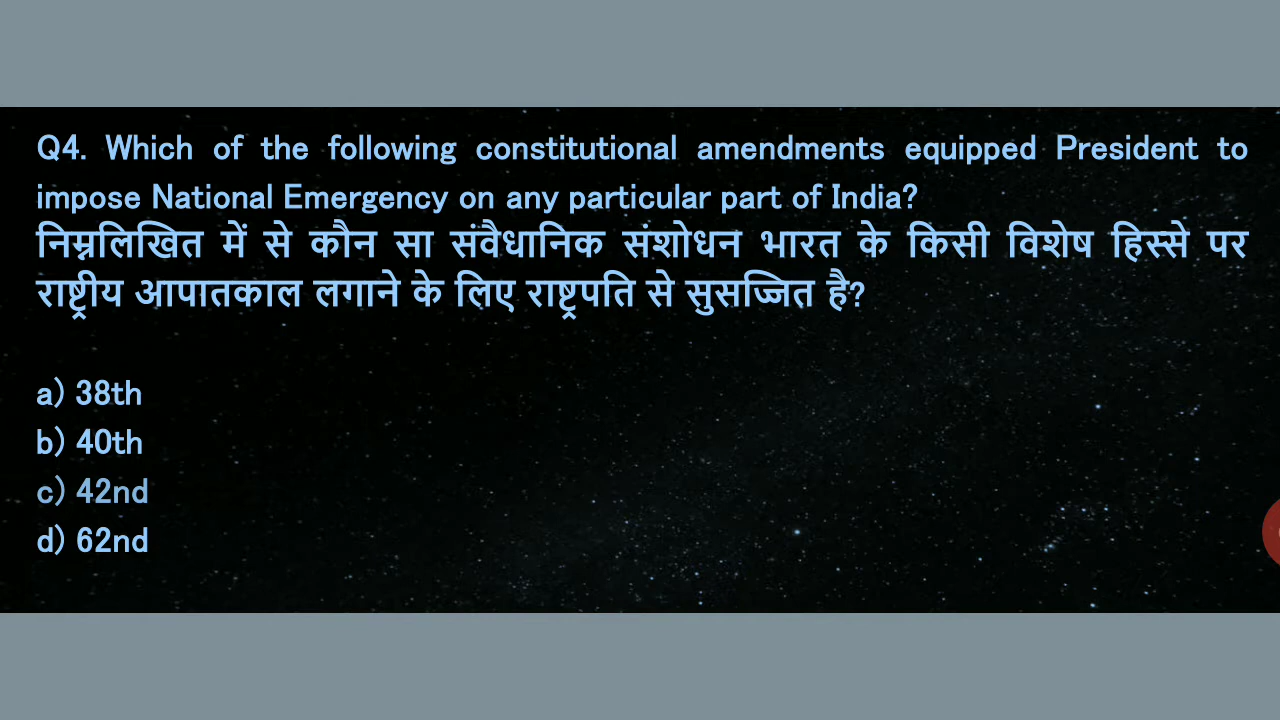 Q4. Which of the following constitutional amendments equipped President to
impose National Emergency on any particular part of India?
निम्नलिखित में से कौन सा संवैधानिक संशोधन भारत के किसी विशेष हिस्से पर
राष्ट्रीय आपातकाल लगाने के लिए राष्ट्रपति से सुसज्जित है?
a) 38th
b) 40th
c) 42nd
d) 62nd